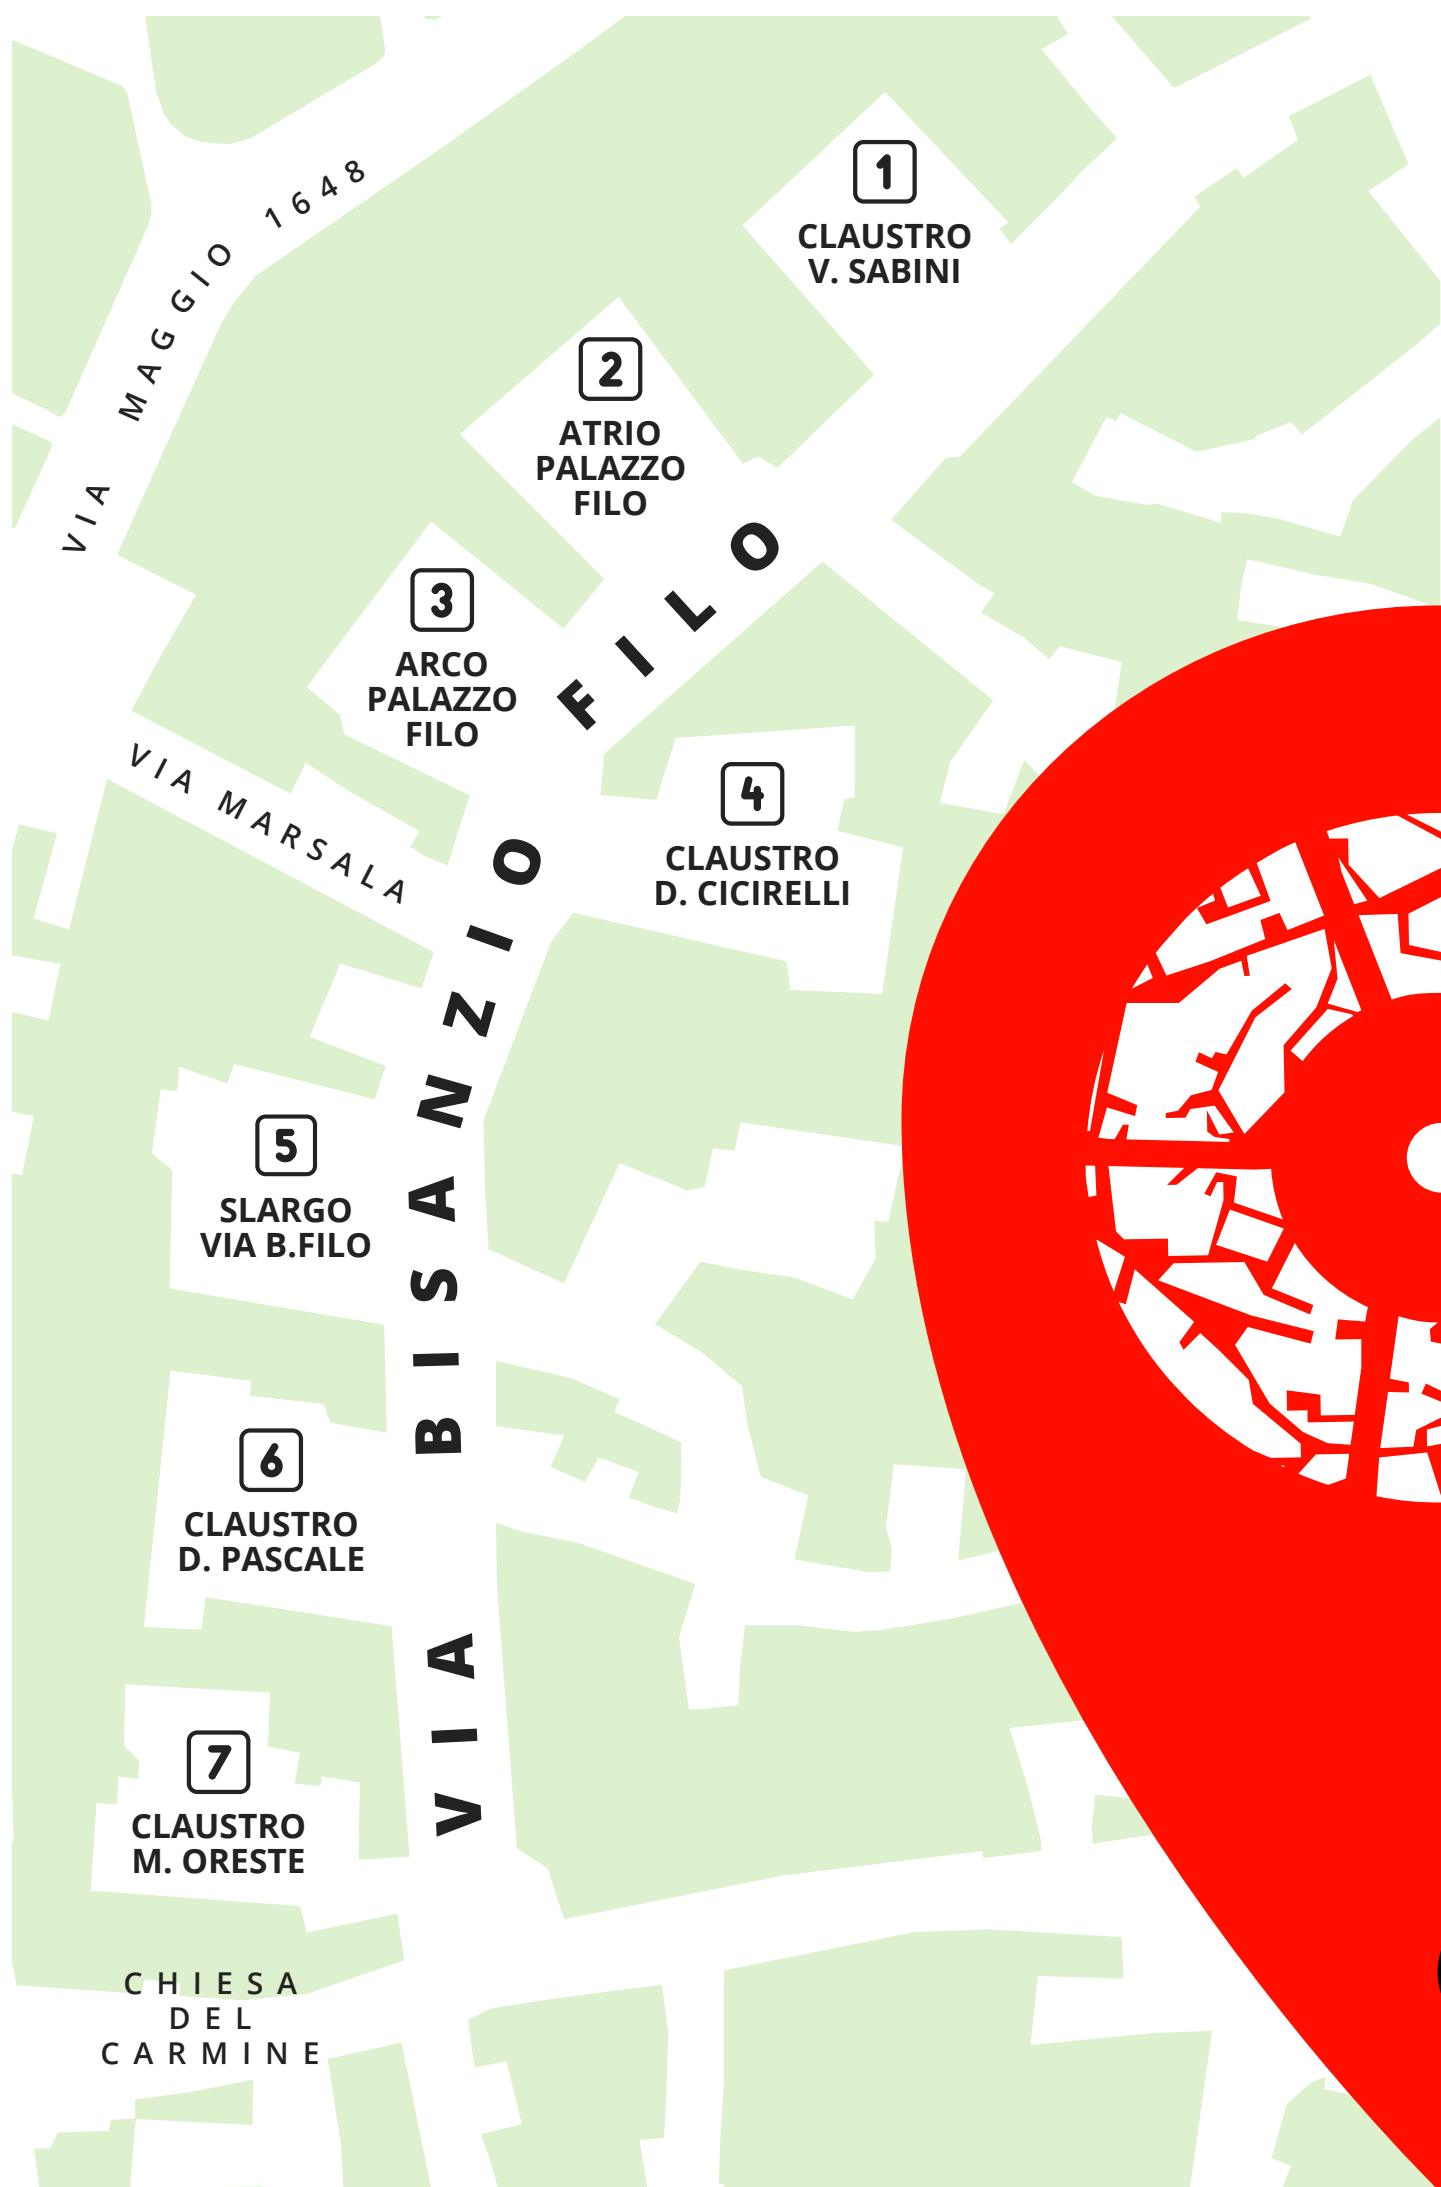 VIA MAGGIO 1648
1
CLAUSTRO
V. SABINI
2
ATRIO
PALAZZO
FILO
3
ARCO
PALAZZO
FILO
VIA MARSALA
4
CLAUSTRO
D. CICIRELLI
VIA BISANZIO FILO
5
SLARGO
VIA B.FILO
6
CLAUSTRO
D. PASCALE
7
CLAUSTRO
M. ORESTE
CHIESA
DEL
CARMINE